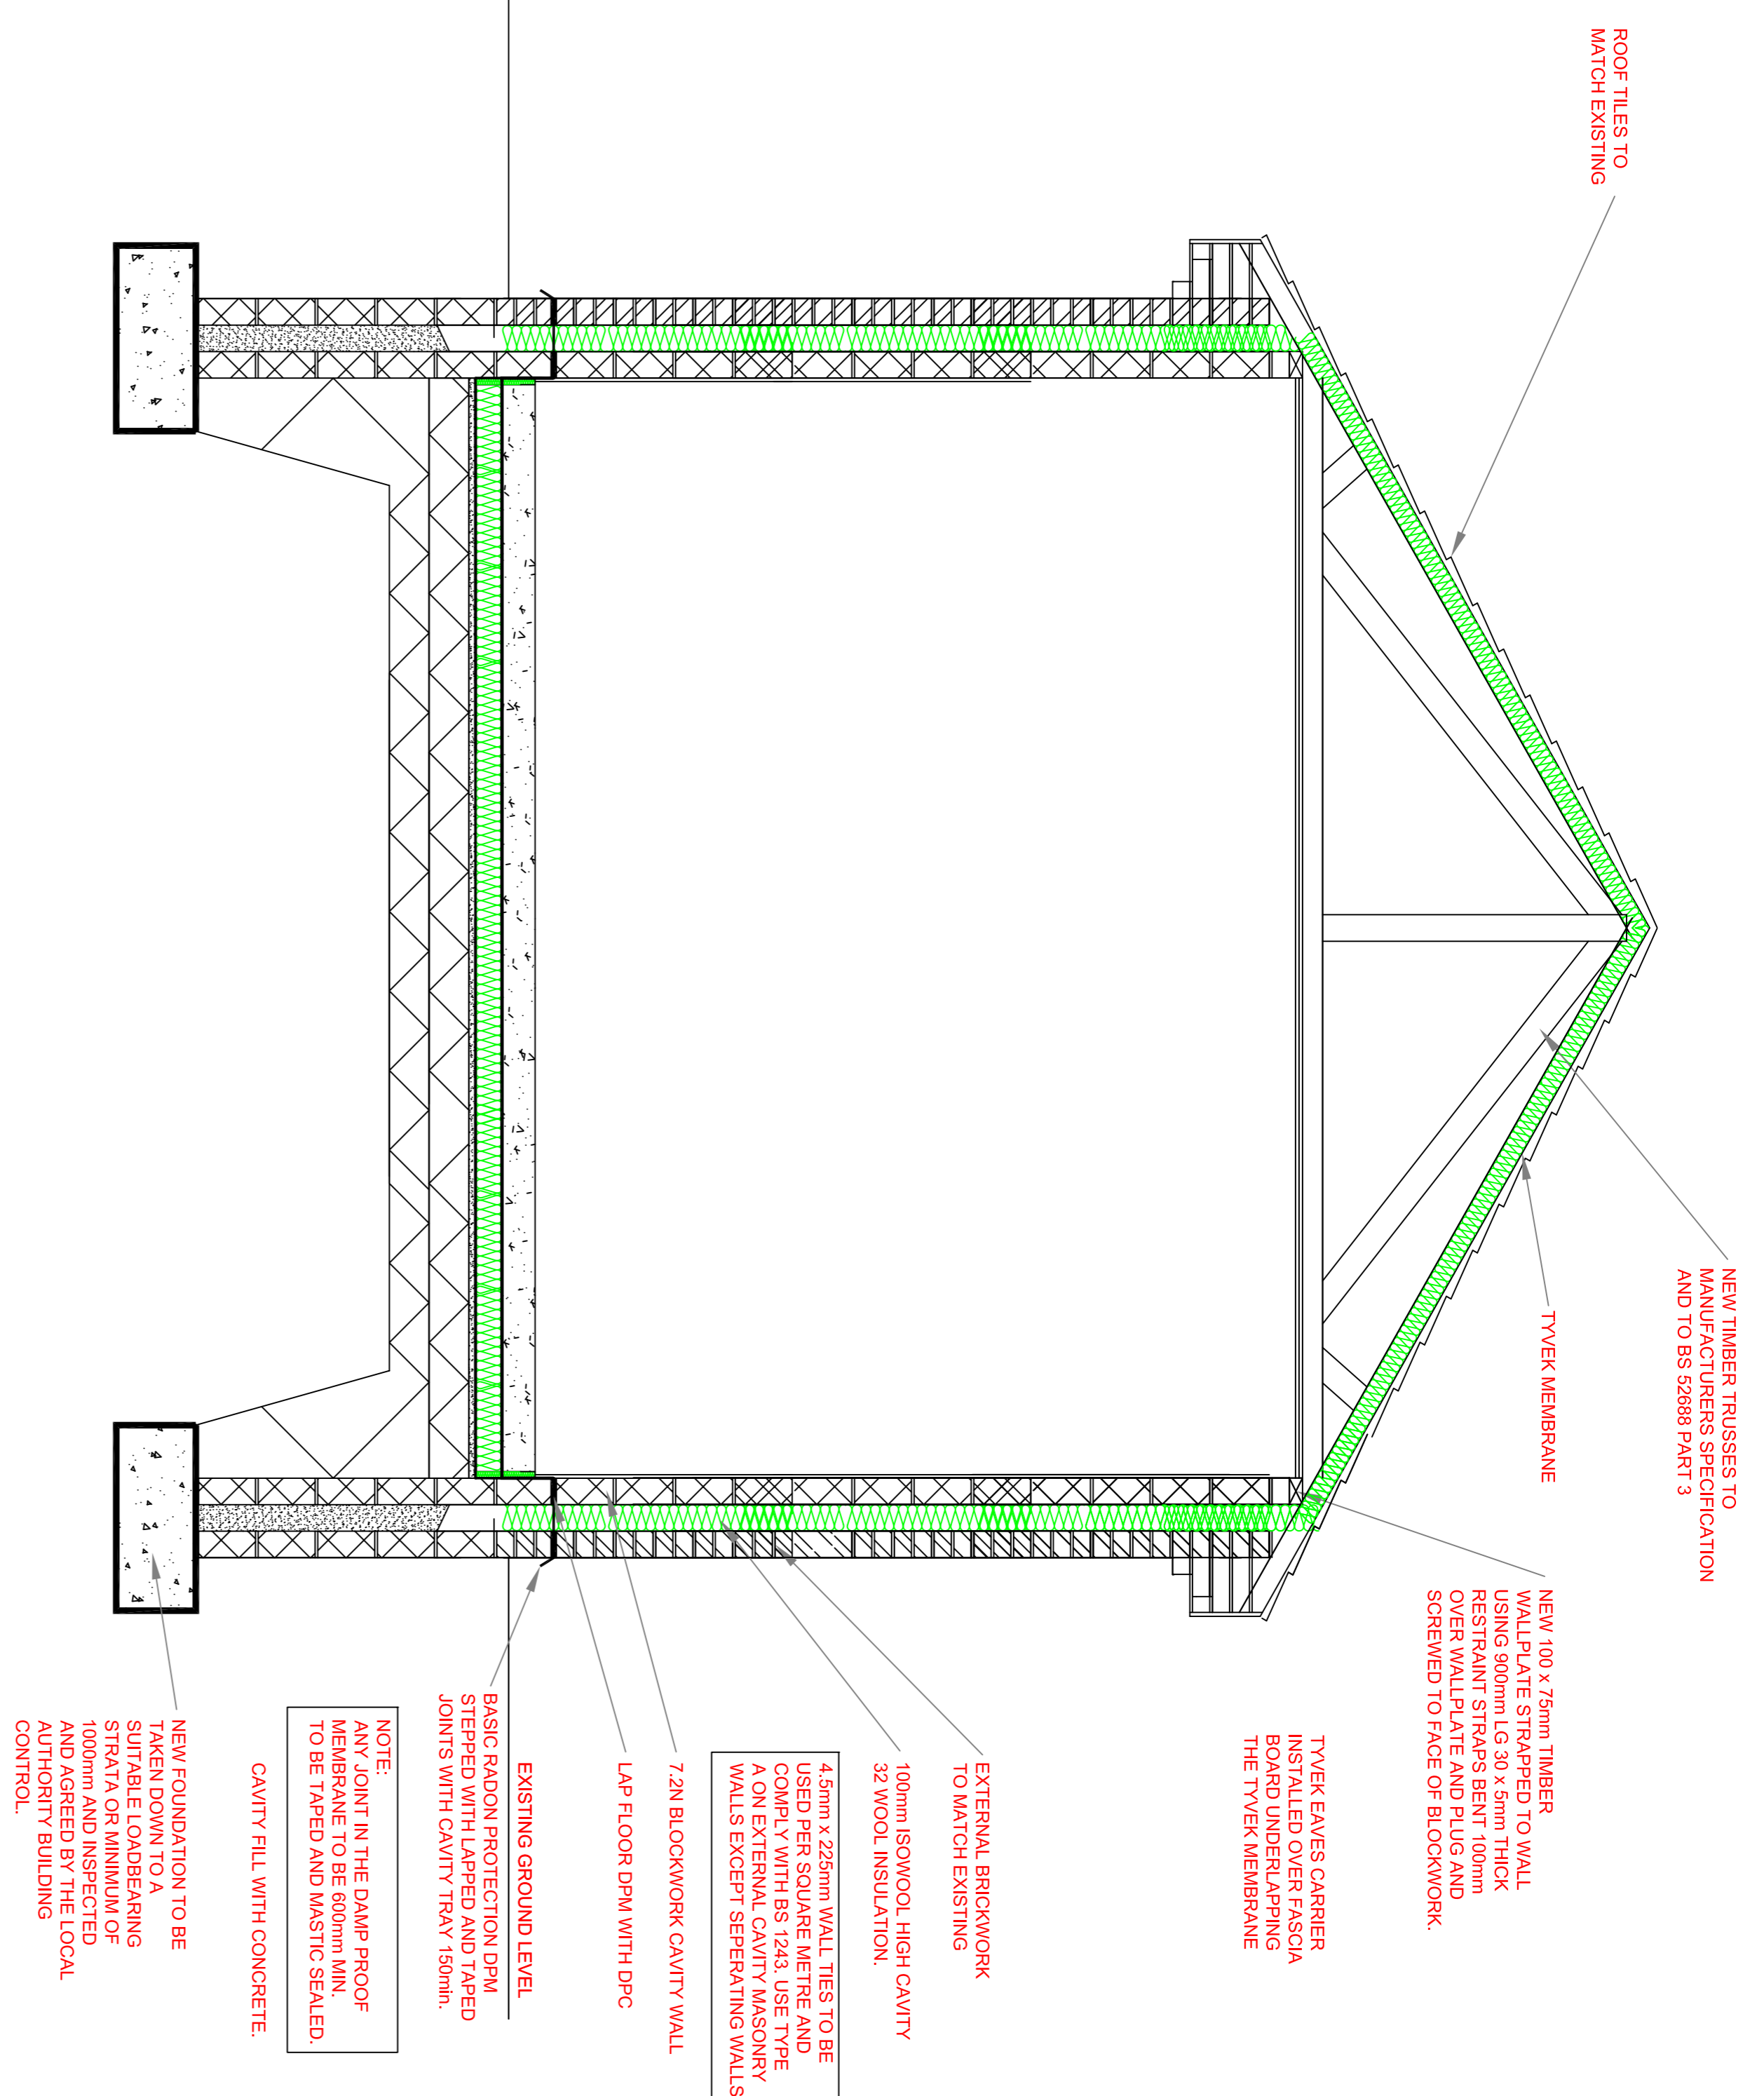 ROOF TILES TO
MATCH EXISTING
NEW TIMBER TRUSSES TO
MANUFACTURERS SPECIFICATION
AND TO BS 52688 PART 3
TYVEK MEMBRANE
NEW 100 x 75mm TIMBER
WALLPLATE STRAPPED TO WALL
USING 900mm LG 30 x 5mm THICK
RESTRAINT STRAPS BENT 100mm
OVER WALLPLATE AND PLUG AND
SCREWED TO FACE OF BLOCKWORK.
TYVEK EAVES CARRIER
INSTALLED OVER FASCIA
BOARD UNDERLAPPING
THE TYVEK MEMBRANE
EXTERNAL BRICKWORK
TO MATCH EXISTING
100mm ISOWOOL HIGH CAVITY
32 WOOL INSULATION.
4.5mm x 225mm WALL TIES TO BE
USED PER SQUARE METRE AND
COMPLY WITH BS 1243. USE TYPE
A ON EXTERNAL CAVITY MASONRY
WALLS EXCEPT SEPERATING WALLS
7.2N BLOCKWORK CAVITY WALL
LAP FLOOR DPM WITH DPC
EXISTING GROUND LEVEL
BASIC RADON PROTECTION DPM
STEPPED WITH LAPPED AND TAPED
JOINTS WITH CAVITY TRAY 150min.
NOTE:
ANY JOINT IN THE DAMP PROOF
MEMBRANE TO BE 600mm MIN.
TO BE TAPED AND MASTIC SEALED.
CAVITY FILL WITH CONCRETE.
NEW FOUNDATION TO BE
TAKEN DOWN TO A
SUITABLE LOADBEARING
STRATA OR MINIMUM OF
1000mm AND INSPECTED
AND AGREED BY THE LOCAL
AUTHORITY BUILDING
CONTROL.